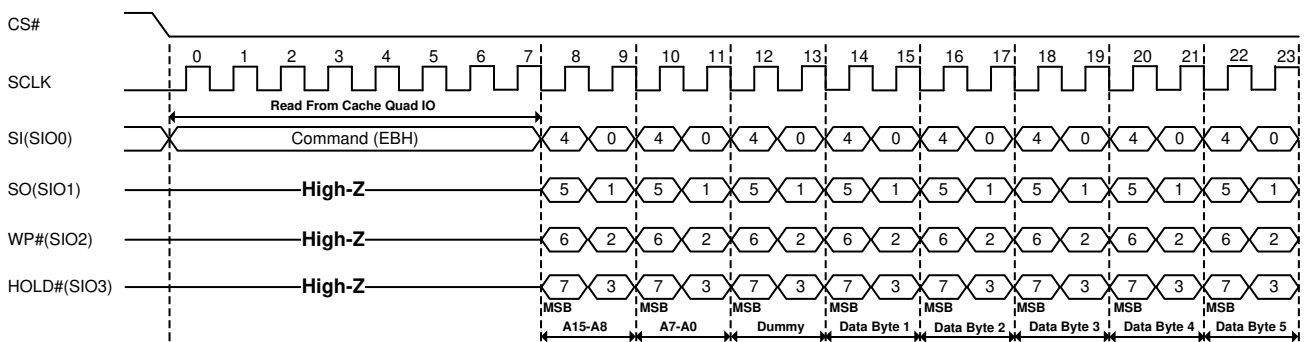 CS#
0 1 2 3 4 5 6 7 8 9 10 11 12 13 14 15 16 17 18 19 20 21 22 23
SCLK
Read From Cache Quad IO
SI(SIO0) Command (EBH) 4 0 4 0 4 0 4 0 4 0 4 0 4 0 4 0
SO(SIO1) High-Z 5 1 5 1 5 1 5 1 5 1 5 1 5 1 5 1
WP#(SIO2) High-Z 6 2 6 2 6 2 6 2 6 2 6 2 6 2 6 2
HOLD#(SIO3) High-Z 7 3 7 3 7 3 7 3 7 3 7 3 7 3 7 3
MSB MSB MSB MSB MSB MSB MSB MSB
A15-A8 A7-A0 Dummy Data Byte 1 Data Byte 2 Data Byte 3 Data Byte 4 Data Byte 5